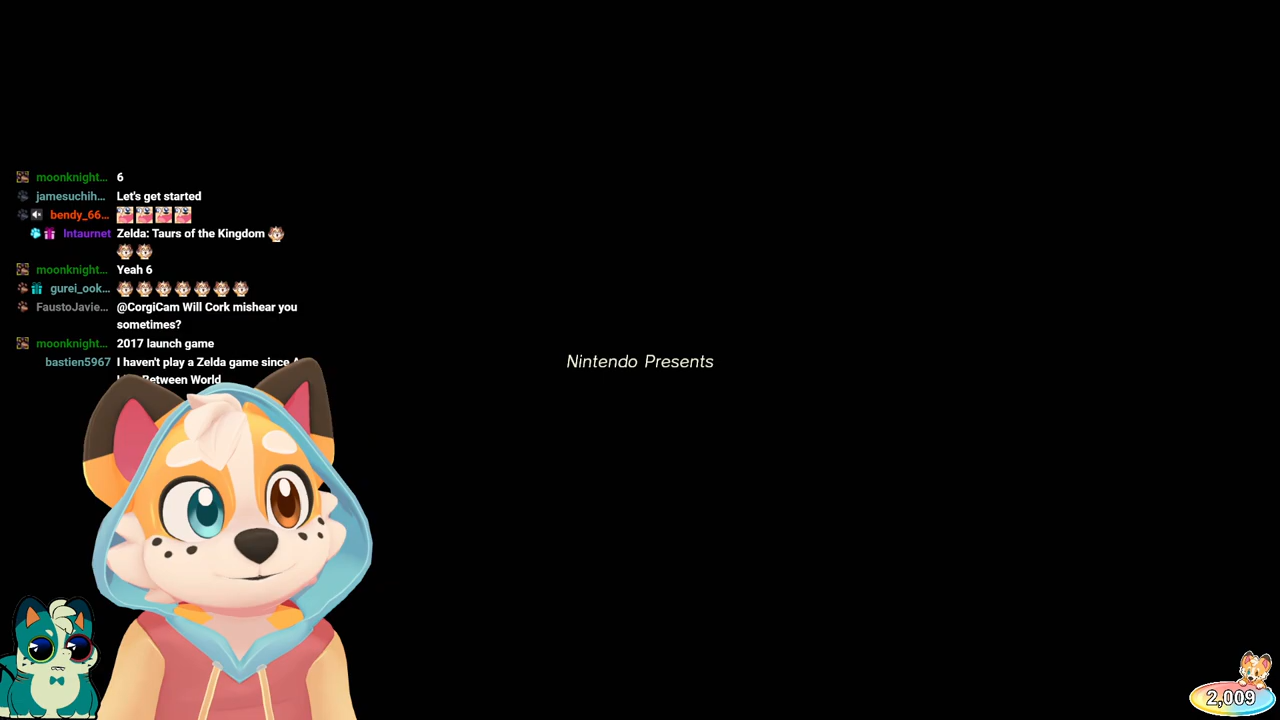 moonknight... 6
jamesuchih... Let's get started
bendy_66...
Intaurnet Zelda: Taurs of the Kingdom
moonknight... Yeah 6
gurei_ook...
FaustoJavie... @CorgiCam Will Cork mishear you
sometimes?
moonknight... 2017 launch game
bastien5967 I haven't play a Zelda game since A
Between World
Nintendo Presents
2,009